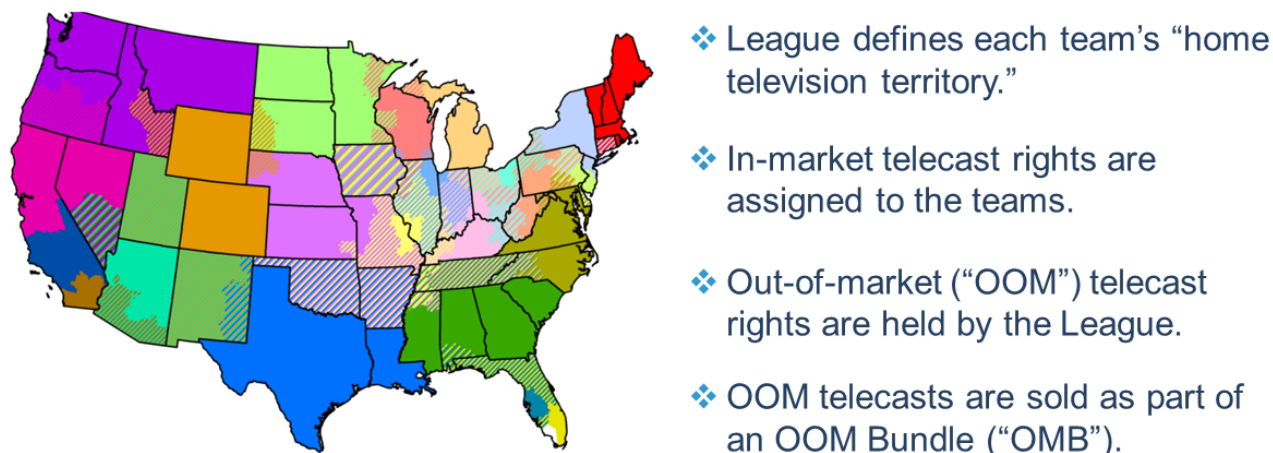 ❖ League defines each team’s “home
television territory.”
❖ In-market telecast rights are
assigned to the teams.
❖ Out-of-market (“OOM”) telecast
rights are held by the League.
❖ OOM telecasts are sold as part of
an OOM Bundle (“OMB”).